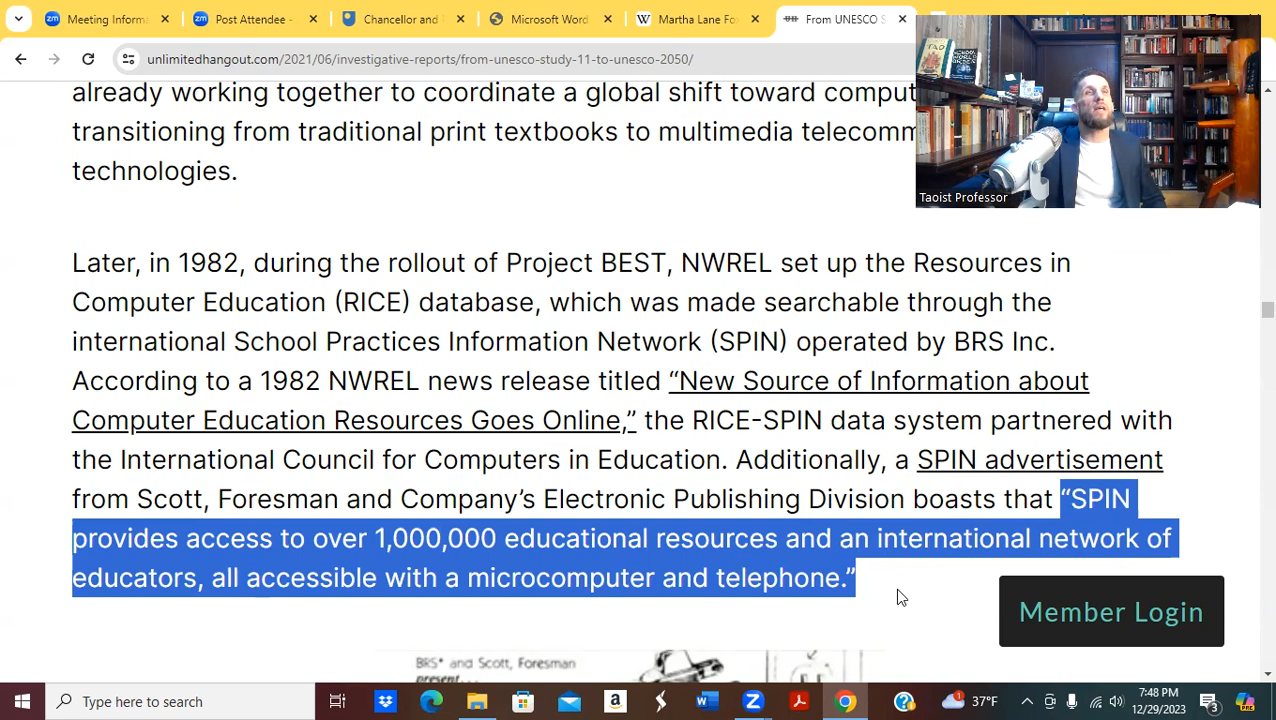 Meeting Informa
Post Attendee -
Chancellor and
Microsoft Word
Martha Lane Fo
From UNESCO S
unlimitedhangout.com/2021/06/investigative-reports/from-unesco-study-11-to-unesco-2050/
TAO
SCHOOL WORLD ORDER
Taoist Professor
already working together to coordinate a global shift toward comput
transitioning from traditional print textbooks to multimedia telecomm
technologies.
Later, in 1982, during the rollout of Project BEST, NWREL set up the Resources in
Computer Education (RICE) database, which was made searchable through the
international School Practices Information Network (SPIN) operated by BRS Inc.
According to a 1982 NWREL news release titled “New Source of Information about
Computer Education Resources Goes Online,” the RICE-SPIN data system partnered with
the International Council for Computers in Education. Additionally, a SPIN advertisement
from Scott, Foresman and Company’s Electronic Publishing Division boasts that “SPIN
provides access to over 1,000,000 educational resources and an international network of
educators, all accessible with a microcomputer and telephone.”
Member Login
BRS* and Scott, Foresman
present...
Type here to search
37°F
7:48 PM
12/29/2023
3